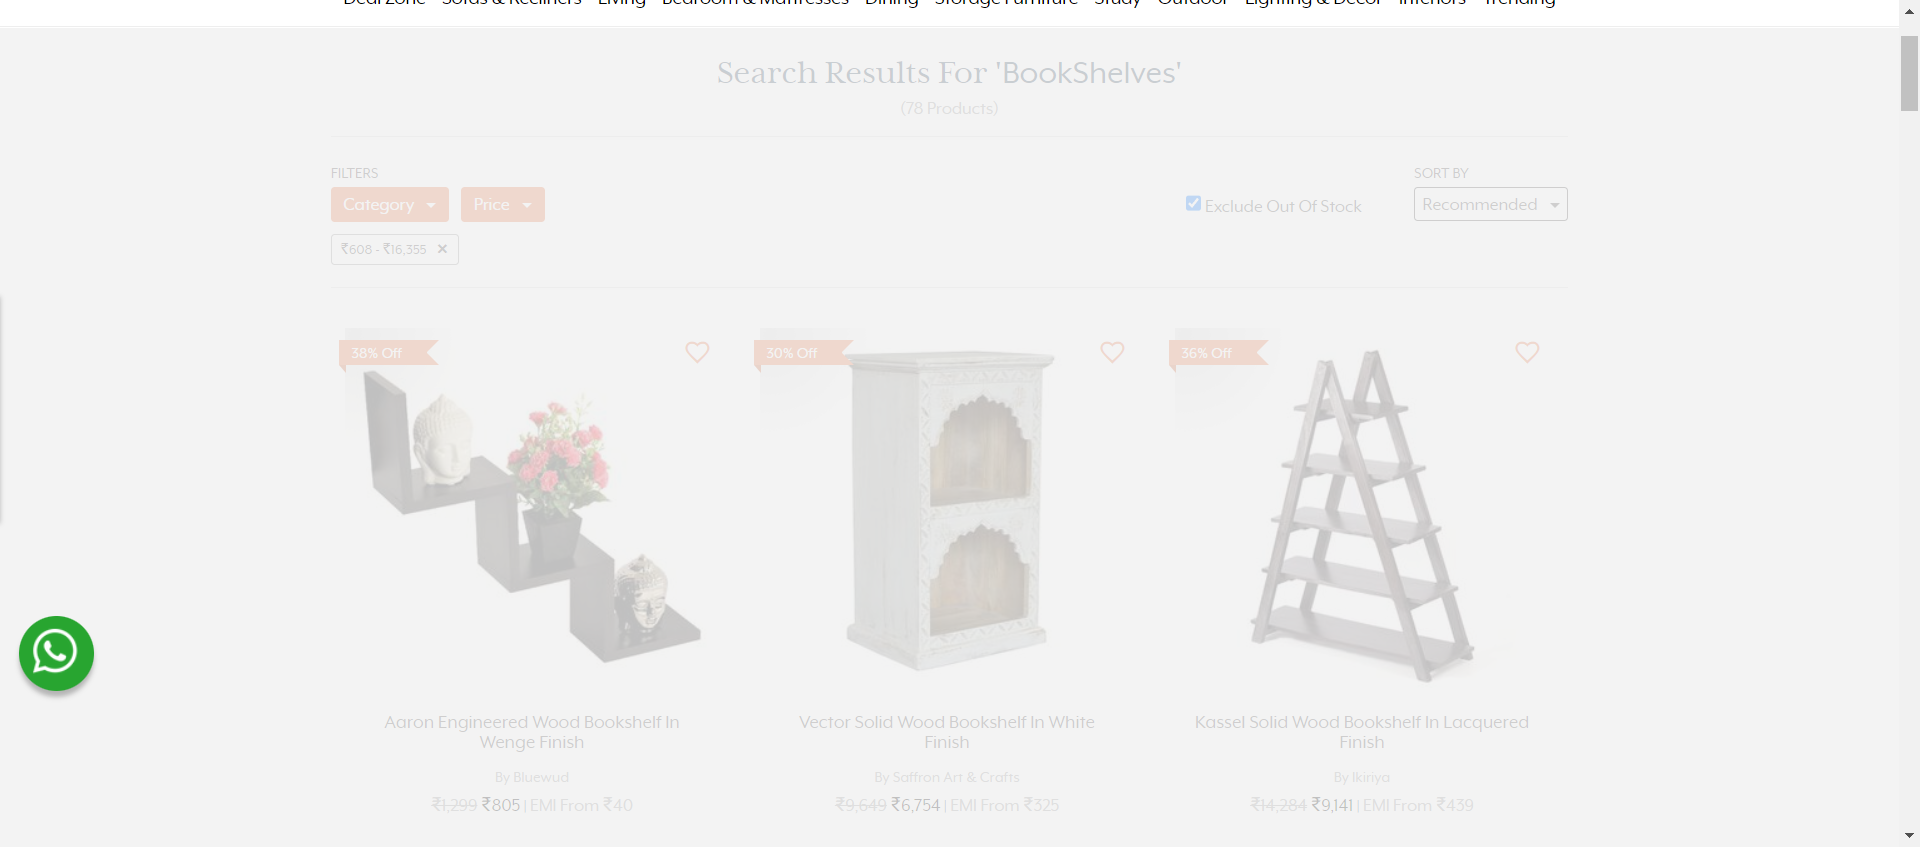 Deal Zone Sofas & Recliners Living Bedroom & Mattresses Dining Storage Furniture Study Outdoor Lighting & Decor Interiors Trending
Search Results For 'BookShelves'
(78 Products)
FILTERS
SORT BY
Category
Price
Exclude Out Of Stock
Recommended
₹608 - ₹16,355 ×
38% Off
30% Off
36% Off
Aaron Engineered Wood Bookshelf In
Wenge Finish
By Bluewud
₹1,299 ₹805 | EMI From ₹40
Vector Solid Wood Bookshelf In White
Finish
By Saffron Art & Crafts
₹9,649 ₹6,754 | EMI From ₹325
Kassel Solid Wood Bookshelf In Lacquered
Finish
By Ikiriya
₹14,284 ₹9,141 | EMI From ₹439